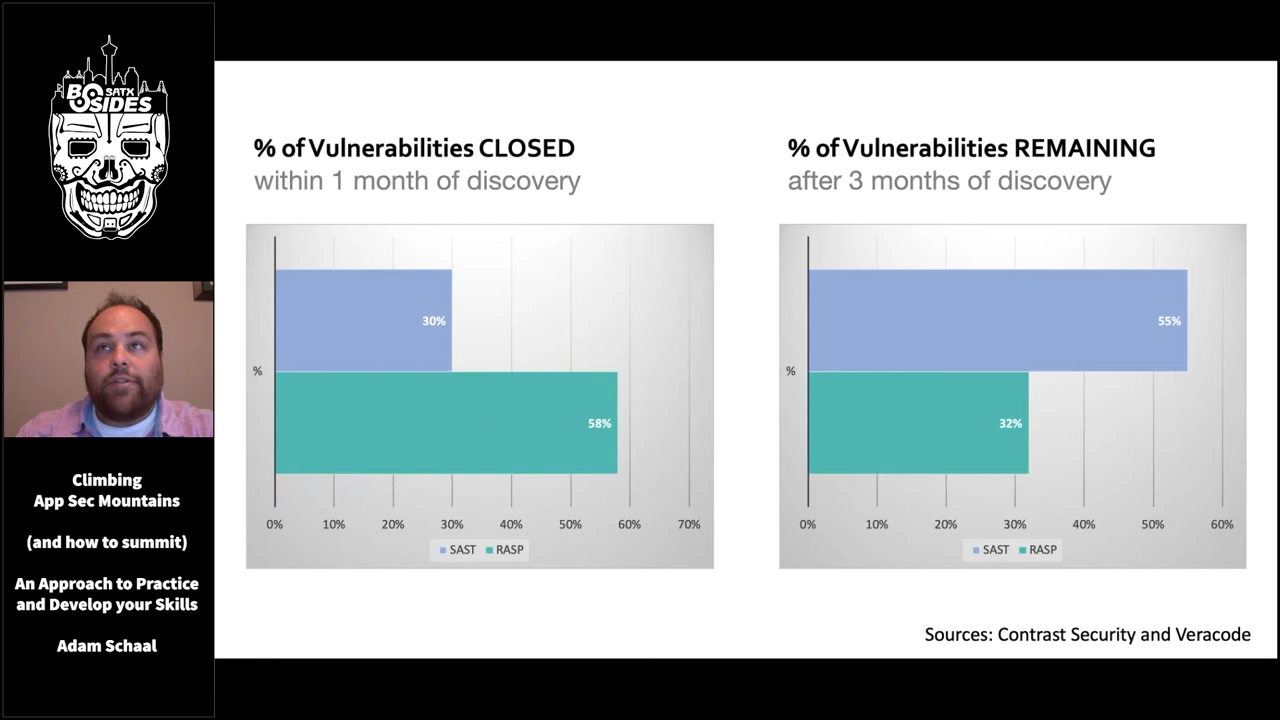 SATX
BSIDES
Climbing
App Sec Mountains
(and how to summit)
An Approach to Practice
and Develop your Skills
Adam Schaal
% of Vulnerabilities CLOSED
within 1 month of discovery
30%
%
58%
0% 10% 20% 30% 40% 50% 60% 70%
SAST RASP
% of Vulnerabilities REMAINING
after 3 months of discovery
55%
%
32%
0% 10% 20% 30% 40% 50% 60%
SAST RASP
Sources: Contrast Security and Veracode